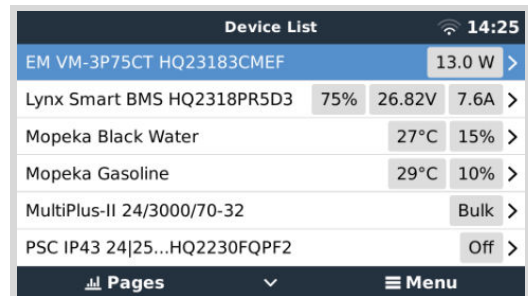 Device List 14:25
EM VM-3P75CT HQ23183CMEF 13.0 W
Lynx Smart BMS HQ2318PR5D3 75% 26.82V 7.6A
Mopeka Black Water 27°C 15%
Mopeka Gasoline 29°C 10%
MultiPlus-II 24/3000/70-32 Bulk
PSC IP43 24|25...HQ2230FQPF2 Off
Pages Menu